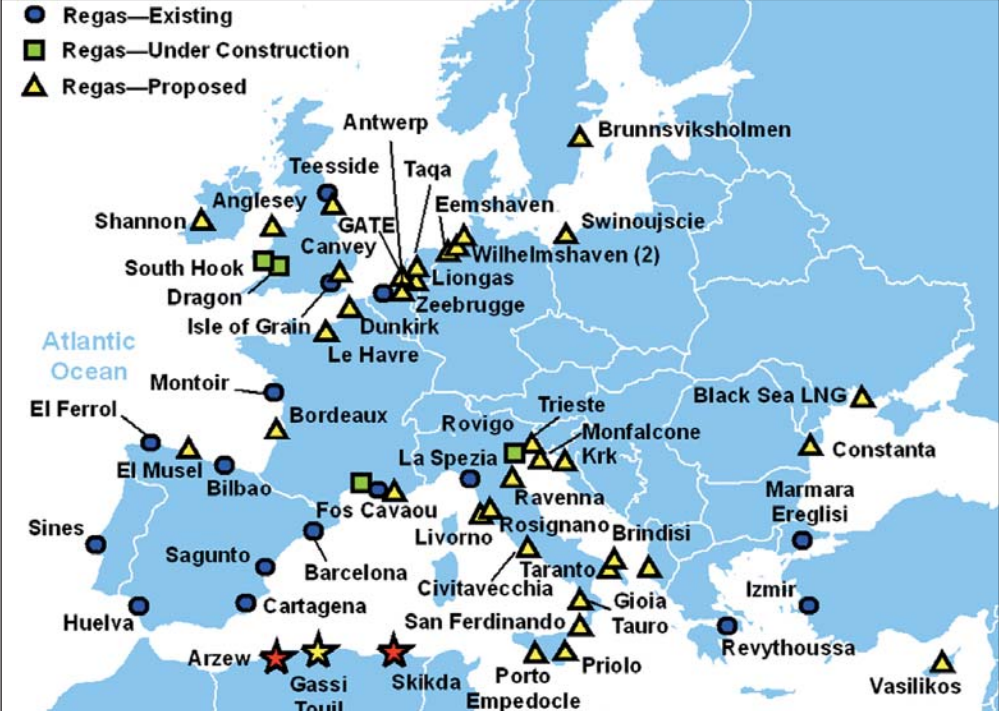 Regas—Existing
Regas—Under Construction
Regas—Proposed
Antwerp
Brunnsviksholmen
Teesside
Taqa
Anglesey
Eemshaven
Shannon
GATE
Swinoujscie
Canvey
Wilhelmshaven (2)
South Hook
Liongas
Dragon
Zeebrugge
Isle of Grain
Dunkirk
Le Havre
Atlantic
Ocean
Montoir
Black Sea LNG
El Ferrol
Bordeaux
Trieste
Rovigo
Monfalcone
Constanta
La Spezia
Krk
El Musel
Bilbao
Marmara
Ereglisi
Ravenna
Fos Cavaou
Rosignano
Livorno
Brindisi
Sines
Sagunto
Barcelona
Taranto
Civitavecchia
Izmir
Cartagena
Gioia
Tauro
Huelva
San Ferdinando
Revythoussa
Arzew
Gassi
Touil
Skikda
Porto
Empedocle
Priolo
Vasilikos